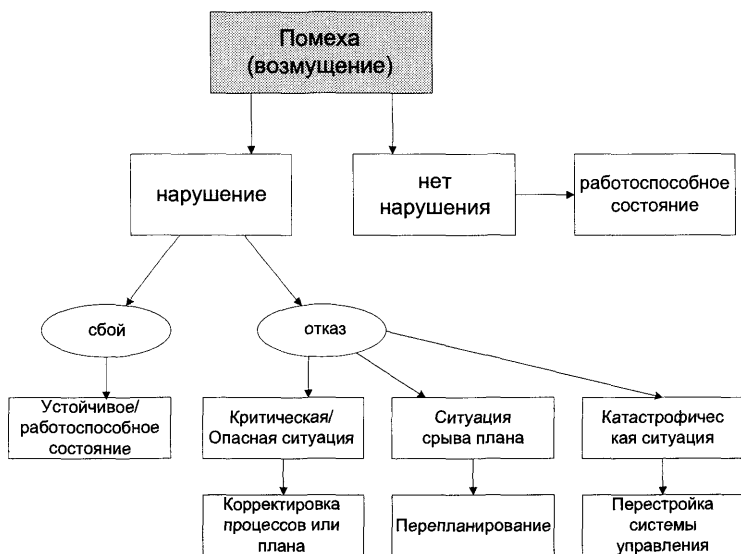 Помеха
(возмущение)
нарушение
нет
нарушения
работоспособное
состояние
сбой
отказ
Устойчивое/
работоспособное
состояние
Критическая/
Опасная ситуация
Ситуация
срыва плана
Катастрофичес
кая ситуация
Корректировка
процессов или
плана
Перепланирование
Перестройка
системы
управления